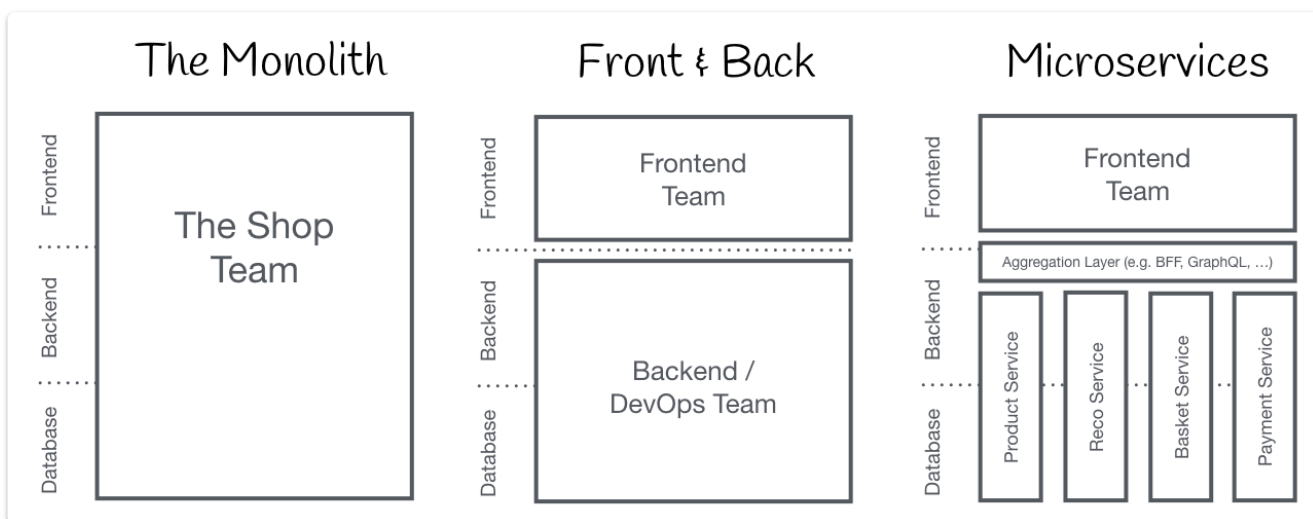 The Monolith
Frontend
Backend
Database
The Shop
Team
Front & Back
Frontend
Backend
Database
Frontend
Team
Backend /
DevOps Team
Microservices
Frontend
Backend
Database
Frontend
Team
Aggregation Layer (e.g. BFF, GraphQL, ...)
Product Service
Reco Service
Basket Service
Payment Service